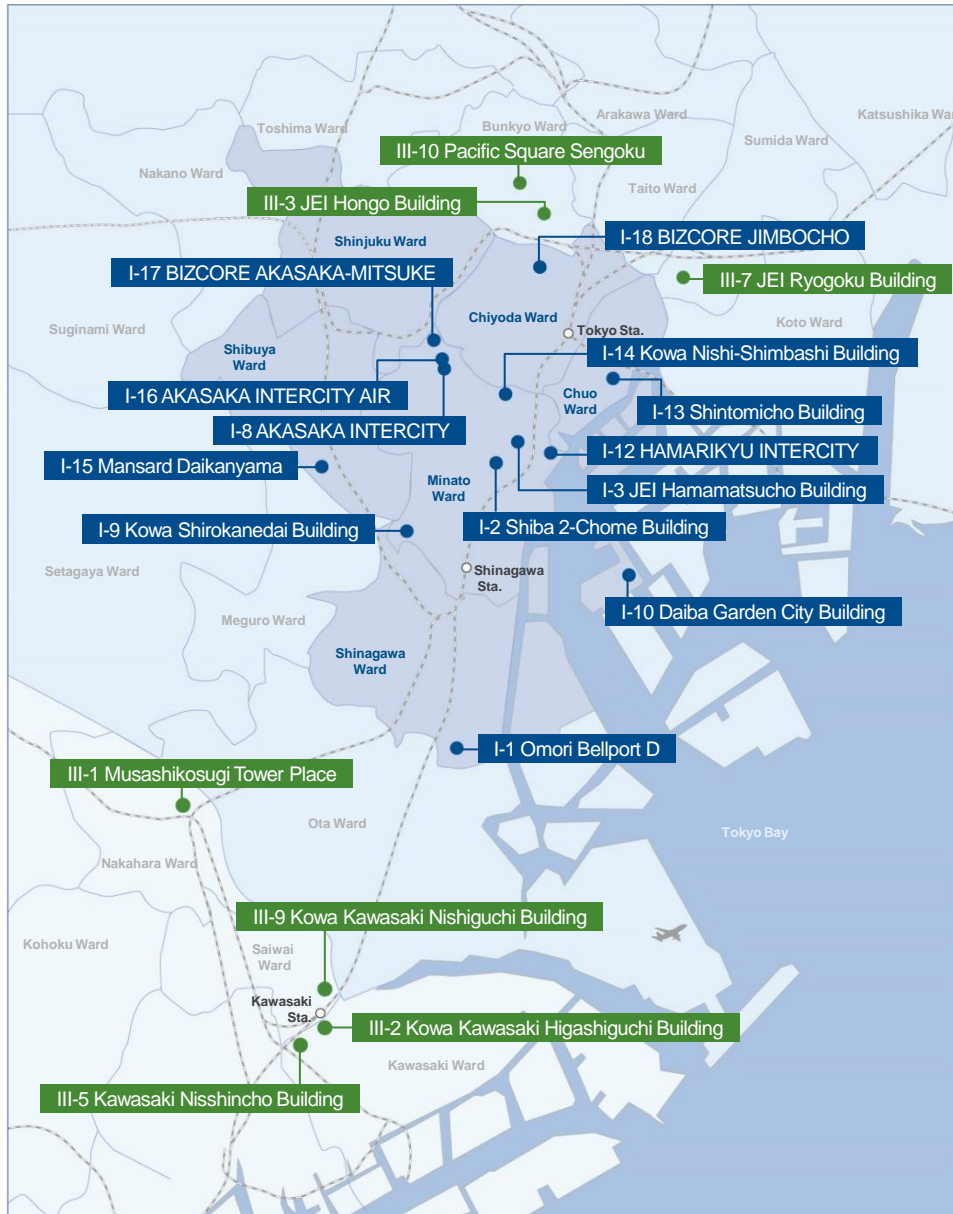 Arakawa Ward
Katsushika War
Toshima Ward
Bunkyo Ward
Sumida Ward
III-10 Pacific Square Sengoku
Nakano Ward
Taito Ward
III-3 JEI Hongo Building
Shinjuku Ward
I-18 BIZCORE JIMBOCHO
I-17 BIZCORE AKASAKA-MITSUKE
III-7 JEI Ryogoku Building
Chiyoda Ward
Suginami Ward
Tokyo Sta.
Koto Ward
Shibuya
Ward
I-14 Kowa Nishi-Shimbashi Building
I-16 AKASAKA INTERCITY AIR
Chuo
Ward
I-13 Shintomicho Building
I-8 AKASAKA INTERCITY
I-12 HAMARIKYU INTERCITY
I-15 Mansard Daikanyama
Minato
Ward
I-3 JEI Hamamatsucho Building
I-9 Kowa Shirokanedai Building
I-2 Shiba 2-Chome Building
Setagaya Ward
Shinagawa
Sta.
I-10 Daiba Garden City Building
Meguro Ward
Shinagawa
Ward
I-1 Omori Bellport D
III-1 Musashikosugi Tower Place
Ota Ward
Tokyo Bay
Nakahara Ward
III-9 Kowa Kawasaki Nishiguchi Building
Kohoku Ward
Saiwai
Ward
Kawasaki
Sta.
III-2 Kowa Kawasaki Higashiguchi Building
Kawasaki Ward
III-5 Kawasaki Nisshincho Building